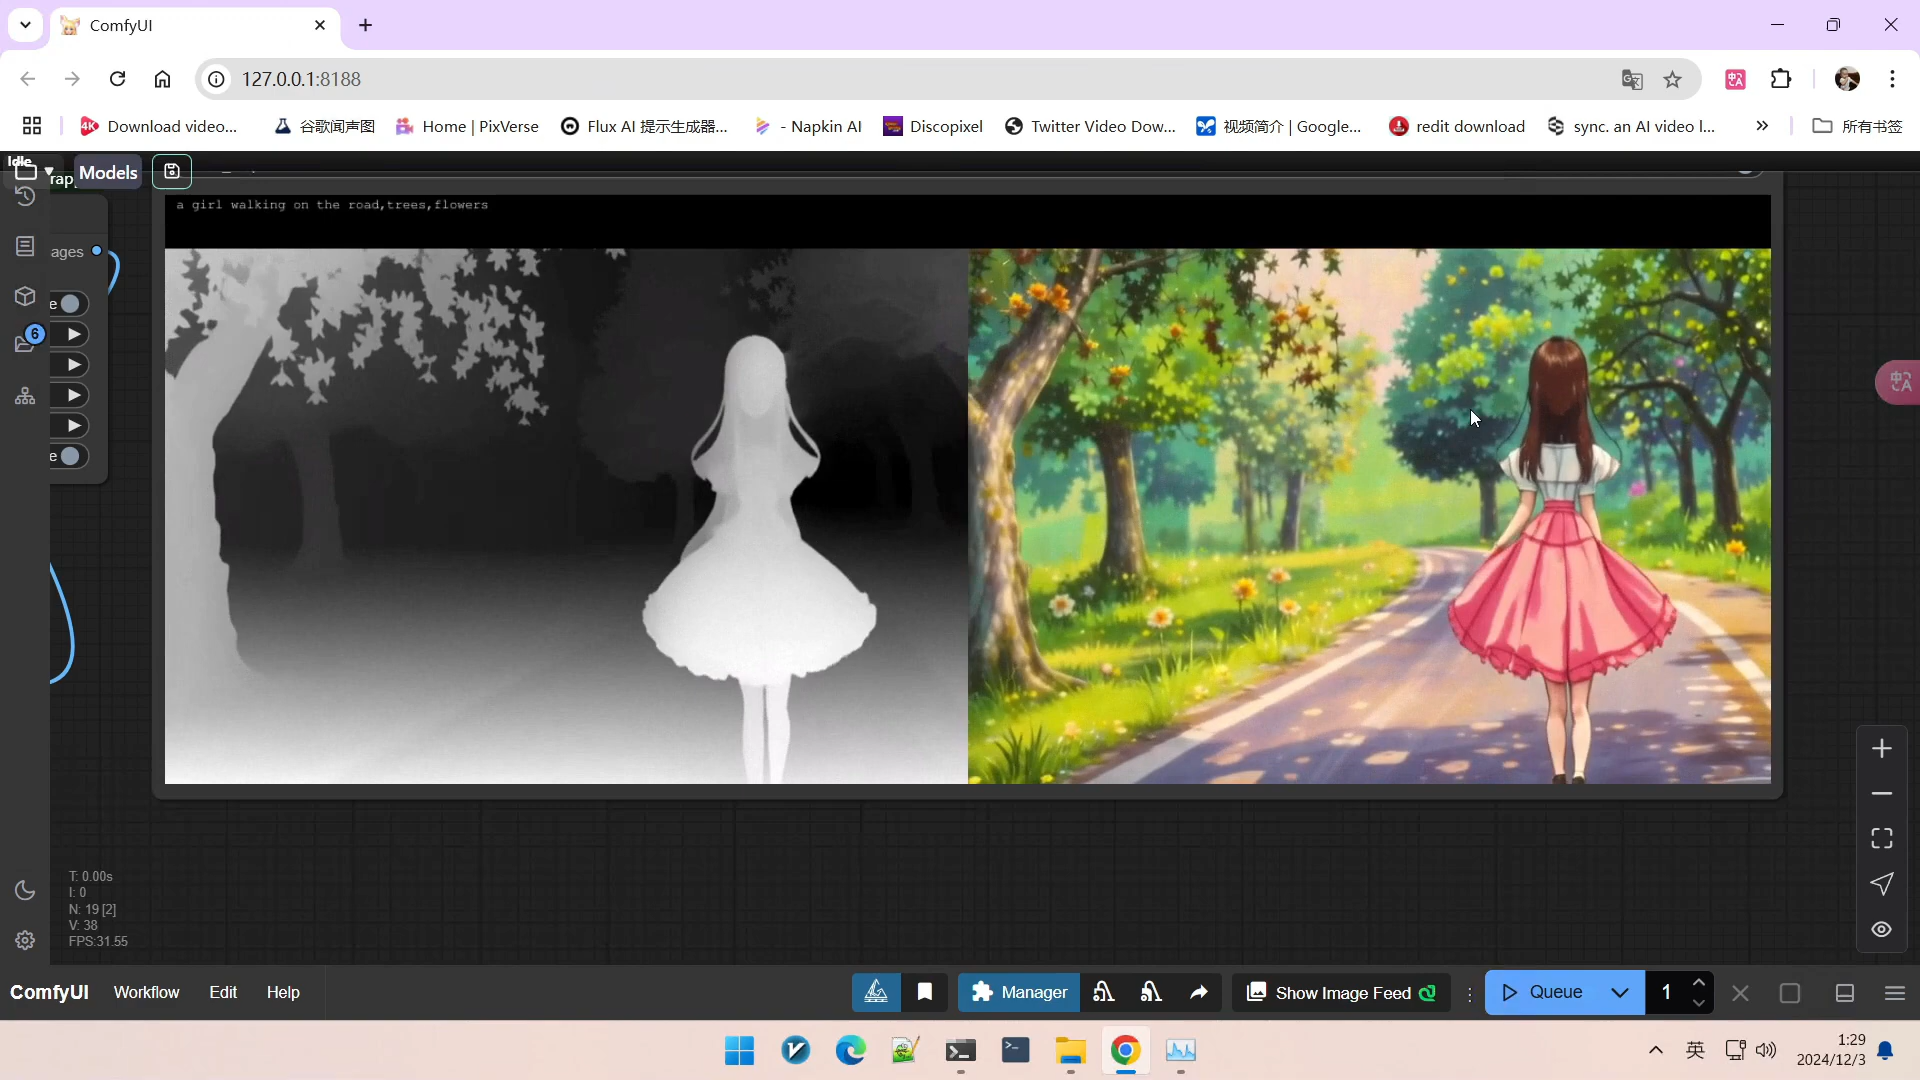 ComfyUI
127.0.0.1:8188
Download video...
谷歌闻声图
Home | PixVerse
Flux AI 提示生成器...
- Napkin AI
Discopixel
Twitter Video Dow...
视频简介 | Google...
redit download
sync. an AI video l...
所有书签
Idle
rap
Models
a girl walking on the road,trees,flowers
ages
e
6
e
T: 0.00s
I: 0
N: 19 [2]
V: 38
FPS:31.55
ComfyUI
Workflow
Edit
Help
Manager
Show Image Feed
Queue
1
英
1:29
2024/12/3